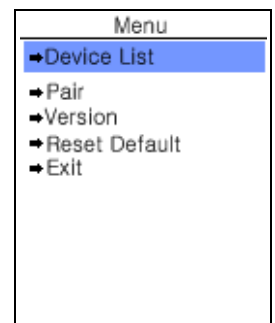 Menu
➡Device List
➡Pair
➡Version
➡Reset Default
➡Exit